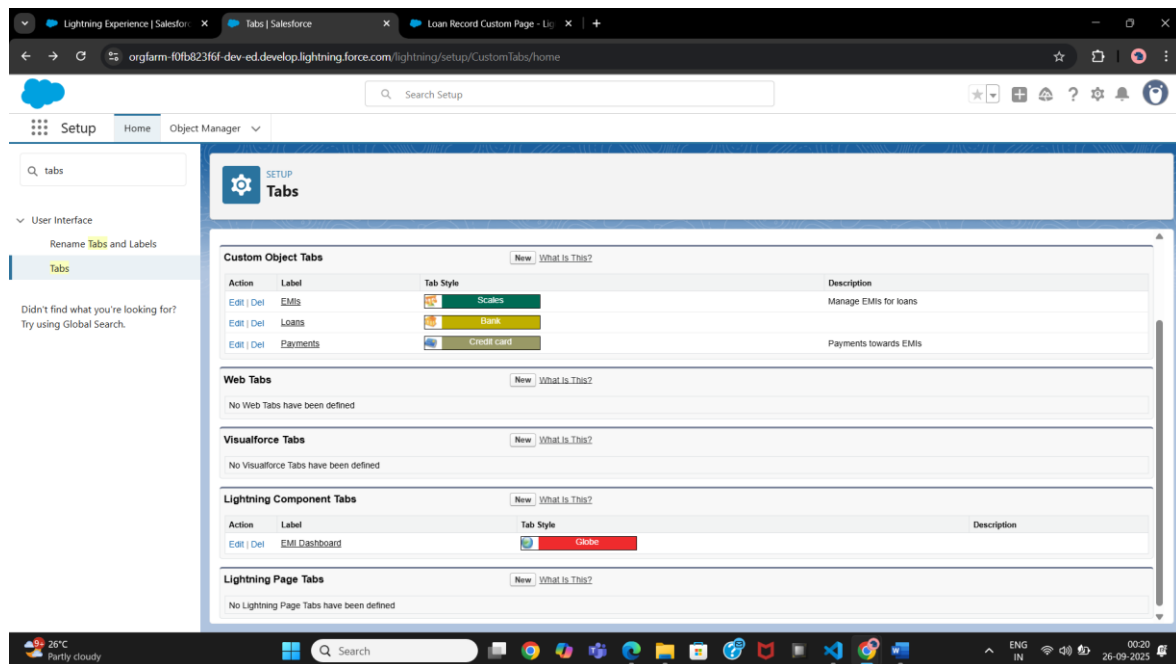 Lightning Experience | Salesforc
Tabs | Salesforce
Loan Record Custom Page - Lig
orgfarm-f0fb823f6f-dev-ed.develop.lightning.force.com/lightning/setup/CustomTabs/home
Search Setup
Setup
Home
Object Manager
tabs
User Interface
Rename Tabs and Labels
Tabs
Didn't find what you're looking for?
Try using Global Search.
SETUP
Tabs
Custom Object Tabs New What Is This?
Action Label Tab Style Description
Edit | Del EMIs Scales Manage EMIs for loans
Edit | Del Loans Bank
Edit | Del Payments Credit card Payments towards EMIs
Web Tabs New What Is This?
No Web Tabs have been defined
Visualforce Tabs New What Is This?
No Visualforce Tabs have been defined
Lightning Component Tabs New What Is This?
Action Label Tab Style Description
Edit | Del EMI Dashboard Globe
Lightning Page Tabs New What Is This?
No Lightning Page Tabs have been defined
9+
26°C
Partly cloudy
Search
ENG
IN
00:20
26-09-2025